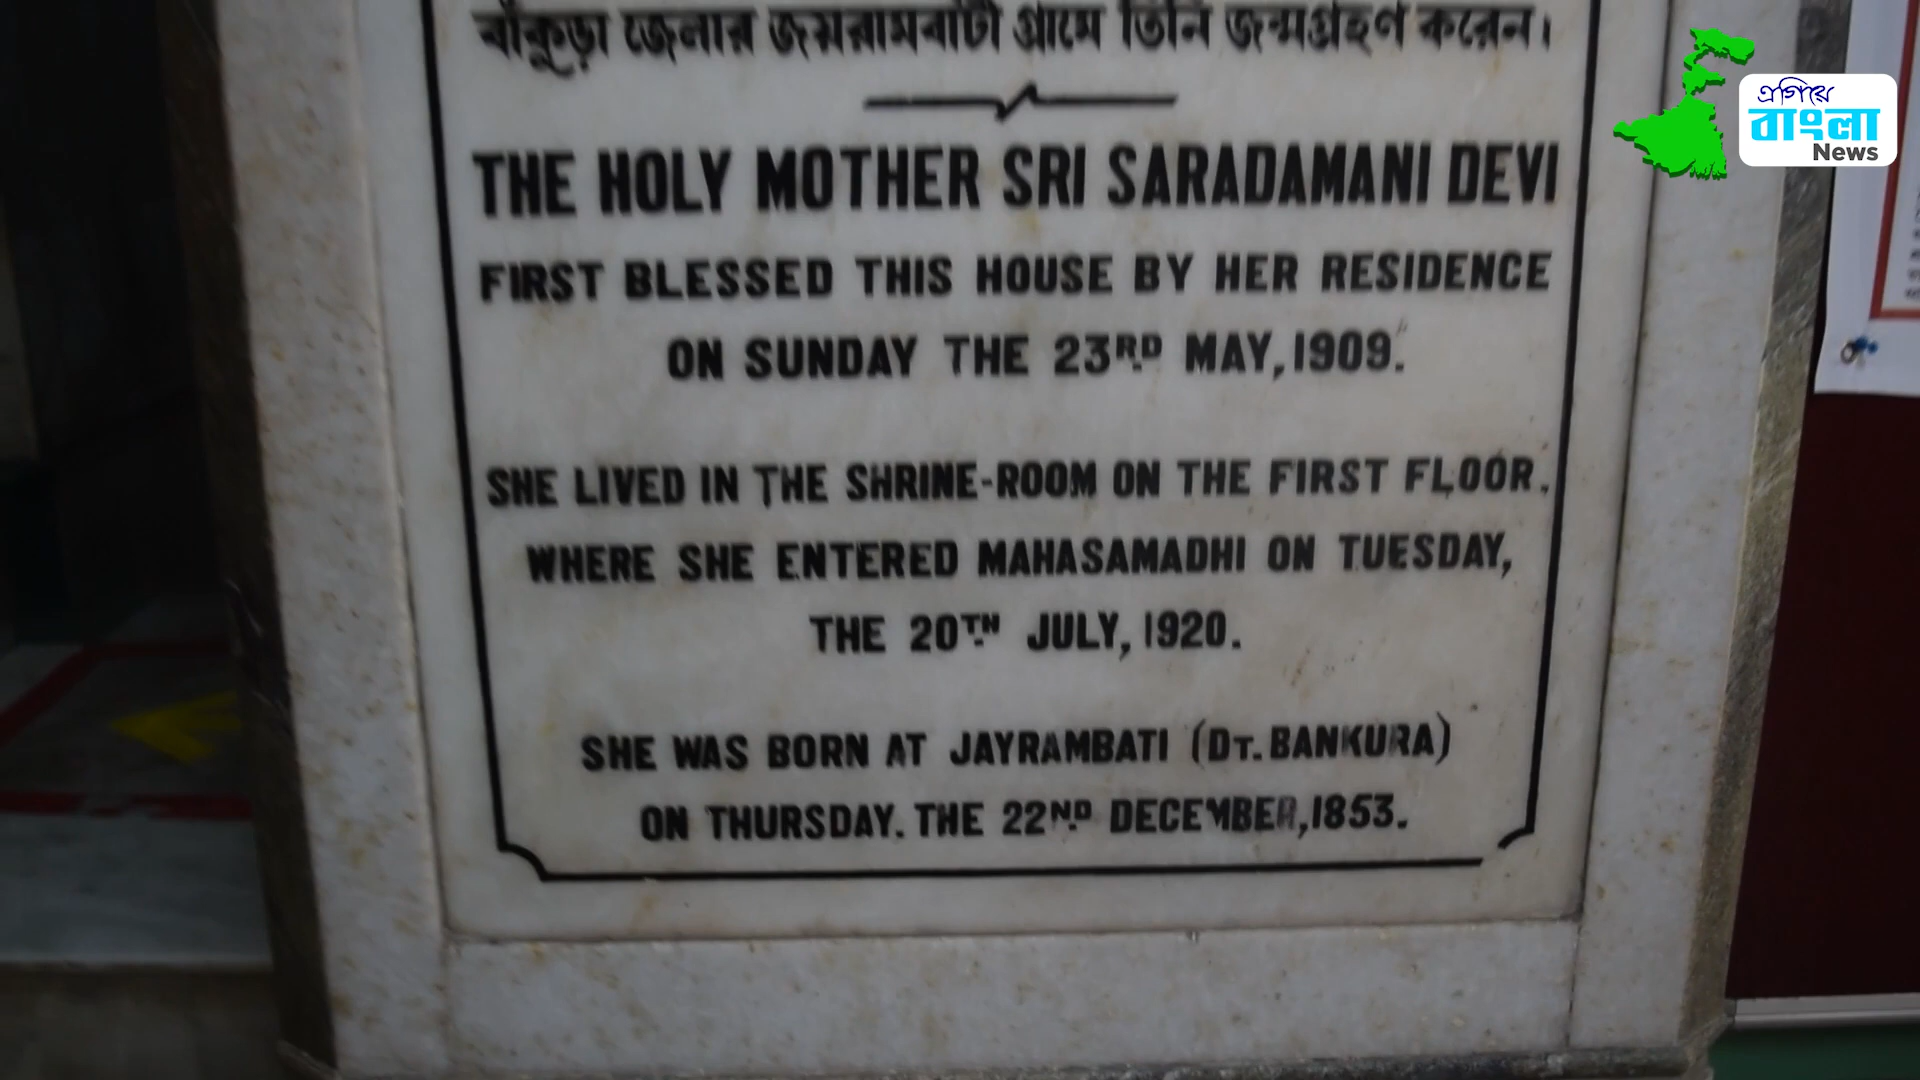 বাঁকুড়া জেলার জয়রামবাটী গ্রামে তিনি জন্মগ্রহণ করেন।
THE HOLY MOTHER SRI SARADAMANI DEVI
FIRST BLESSED THIS HOUSE BY HER RESIDENCE
ON SUNDAY THE 23RD MAY, 1909.
SHE LIVED IN THE SHRINE-ROOM ON THE FIRST FLOOR.
WHERE SHE ENTERED MAHASAMADHI ON TUESDAY,
THE 20TH JULY, 1920.
SHE WAS BORN AT JAYRAMBATI (DT. BANKURA)
ON THURSDAY. THE 22ND DECEMBER, 1853.
এগিয়ে
বাংলা
News